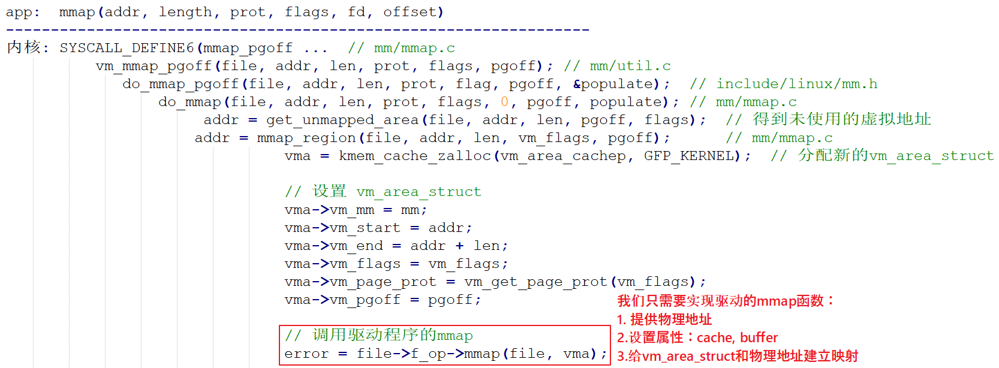 app:  mmap(addr, length, prot, flags, fd, offset)
-----------------------------------------------------------------
内核: SYSCALL_DEFINE6(mmap_pgoff ...  // mm/mmap.c
vm_mmap_pgoff(file, addr, len, prot, flags, pgoff); // mm/util.c
do_mmap_pgoff(file, addr, len, prot, flag, pgoff, &populate);  // include/linux/mm.h
do_mmap(file, addr, len, prot, flags, 0, pgoff, populate); // mm/mmap.c
addr = get_unmapped_area(file, addr, len, pgoff, flags);  // 得到未使用的虚拟地址
addr = mmap_region(file, addr, len, vm_flags, pgoff);      // mm/mmap.c
vma = kmem_cache_zalloc(vm_area_cachep, GFP_KERNEL);  // 分配新的vm_area_struct
// 设置 vm_area_struct
vma->vm_mm = mm;
vma->vm_start = addr;
vma->vm_end = addr + len;
vma->vm_flags = vm_flags;
vma->vm_page_prot = vm_get_page_prot(vm_flags);
vma->vm_pgoff = pgoff;
// 调用驱动程序的mmap
error = file->f_op->mmap(file, vma);
我们只需要实现驱动的mmap函数：
1. 提供物理地址
2.设置属性：cache, buffer
3.给vm_area_struct和物理地址建立映射